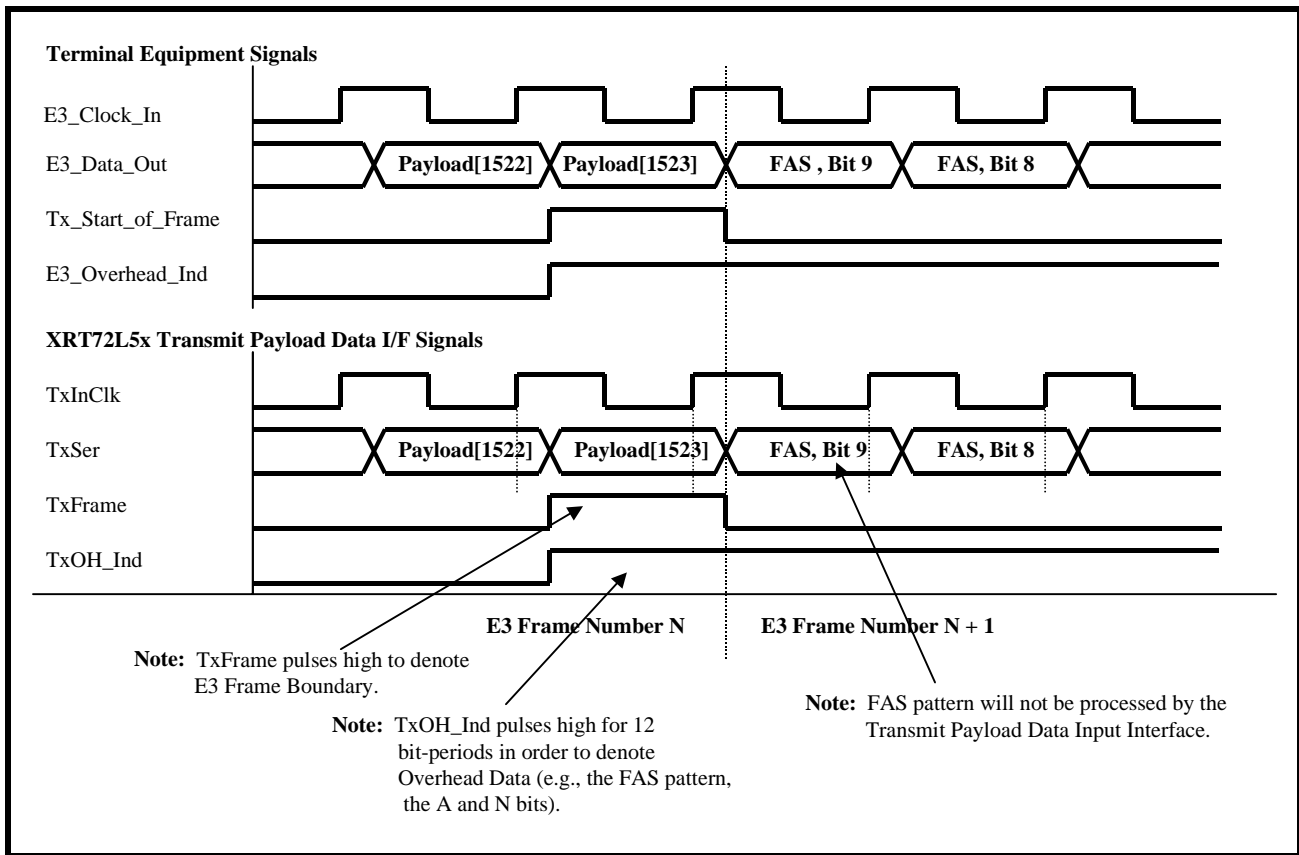 Terminal Equipment Signals
E3_Clock_In
E3_Data_Out Payload[1522] Payload[1523] FAS , Bit 9 FAS, Bit 8
Tx_Start_of_Frame
E3_Overhead_Ind
XRT72L5x Transmit Payload Data I/F Signals
TxInClk
TxSer Payload[1522] Payload[1523] FAS, Bit 9 FAS, Bit 8
TxFrame
TxOH_Ind
E3 Frame Number N E3 Frame Number N + 1
Note: TxFrame pulses high to denote
E3 Frame Boundary.
Note: TxOH_Ind pulses high for 12
bit-periods in order to denote
Overhead Data (e.g., the FAS pattern,
the A and N bits).
Note: FAS pattern will not be processed by the
Transmit Payload Data Input Interface.